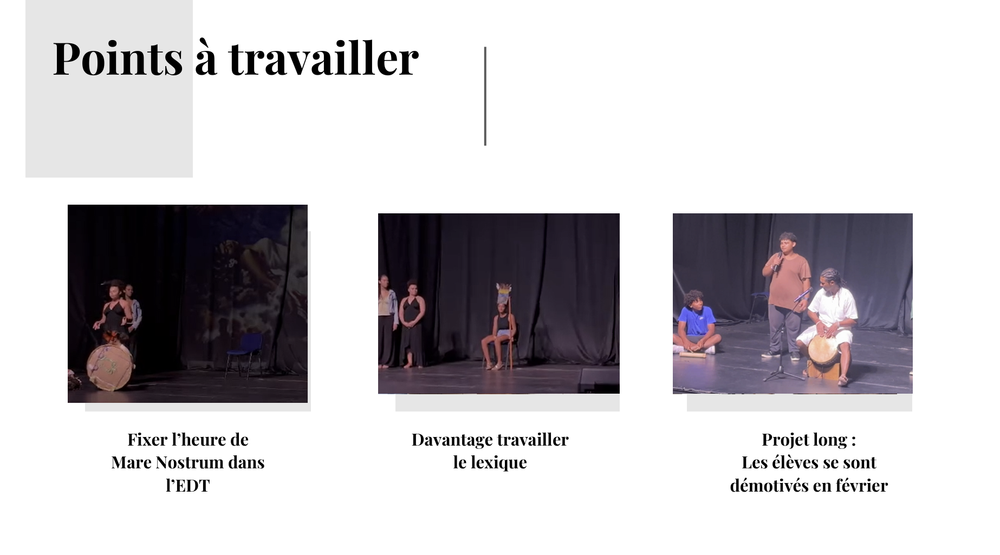 Points à travailler
Fixer l’heure de
Mare Nostrum dans
l’EDT
Davantage travailler
le lexique
Projet long :
Les élèves se sont
démotivés en février